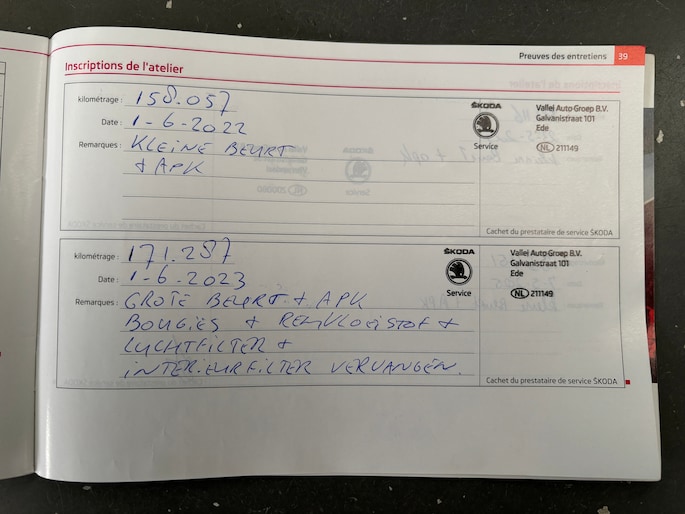 Preuves des entretiens 39
Inscriptions de l'atelier
kilométrage : 158.057
Date : 1-6-2022
Remarques : KLEINE BEURT
+ APK
ŠKODA
Service
Vallei Auto Groep B.V.
Galvanistraat 101
Ede
NL 211149
Cachet du prestataire de service ŠKODA
kilométrage : 171.287
Date : 1-6-2023
Remarques : GROTE BEURT + APK
BOUGIES + REMVLOEISTOF +
LUCHTFILTER +
INTERIEURFILTER VERVANGEN.
ŠKODA
Service
Vallei Auto Groep B.V.
Galvanistraat 101
Ede
NL 211149
Cachet du prestataire de service ŠKODA